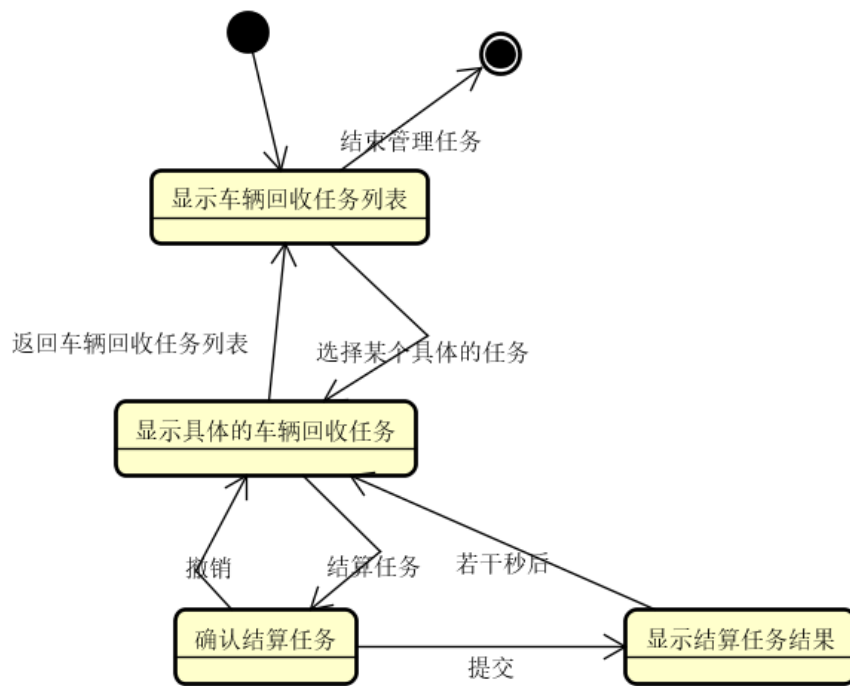 结束管理任务
显示车辆回收任务列表
返回车辆回收任务列表
选择某个具体的任务
显示具体的车辆回收任务
撤销
结算任务
若干秒后
确认结算任务
显示结算任务结果
提交